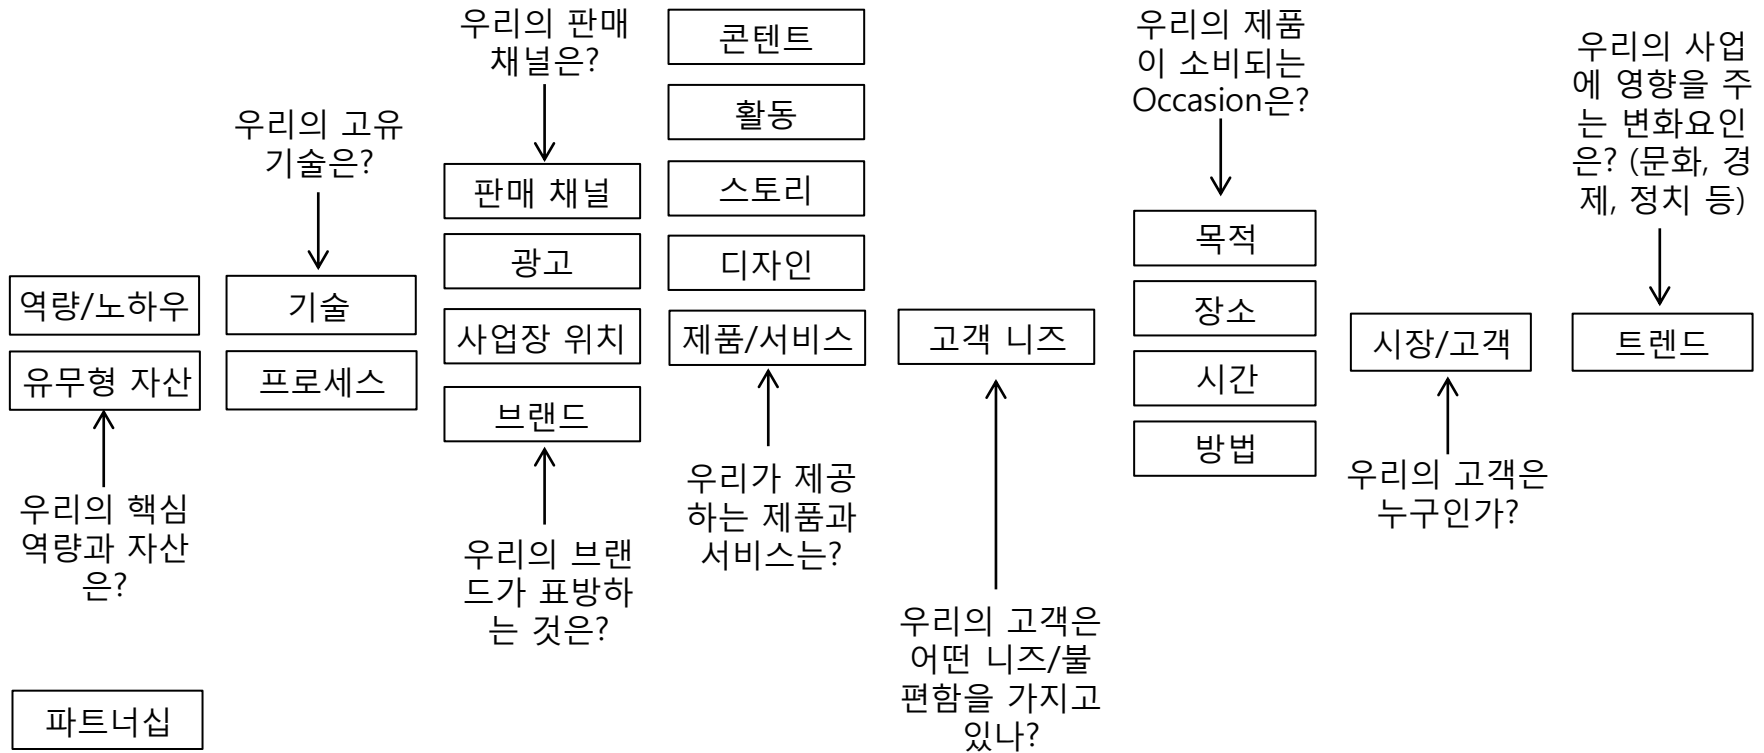 우리의 판매
채널은?
콘텐트
우리의 제품
이 소비되는
Occasion은?
우리의 사업
에 영향을 주
는 변화요인
은? (문화, 경
제, 정치 등)
활동
우리의 고유
기술은?
판매 채널
스토리
목적
광고
디자인
역량/노하우
기술
사업장 위치
제품/서비스
고객 니즈
장소
시장/고객
트렌드
유무형 자산
프로세스
브랜드
시간
방법
우리의 핵심
역량과 자산
은?
우리의 브랜
드가 표방하
는 것은?
우리가 제공
하는 제품과
서비스는?
우리의 고객은
누구인가?
우리의 고객은
어떤 니즈/불
편함을 가지고
있나?
파트너십